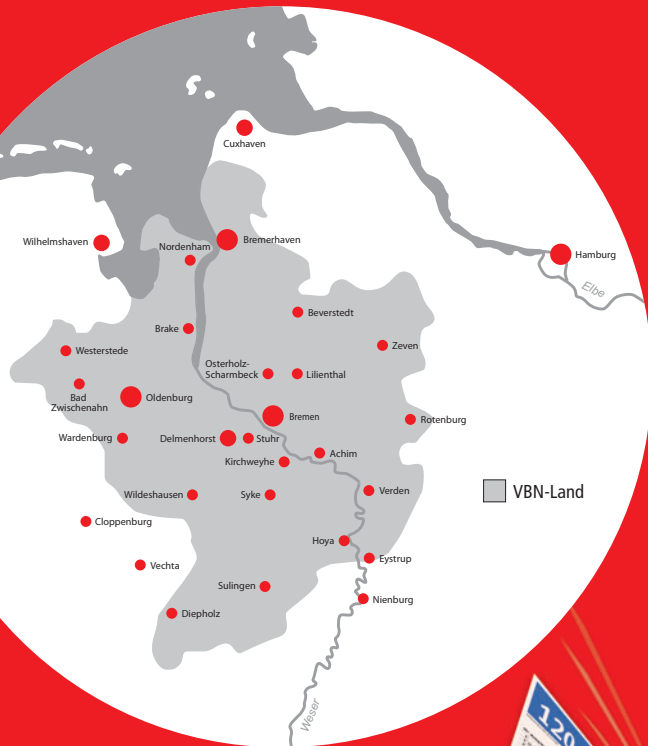 Cuxhaven
Wilhelmshaven
Nordenham
Bremerhaven
Hamburg
Elbe
Beverstedt
Brake
Zeven
Westerstede
Osterholz-
Scharmbeck
Lilienthal
Bad
Zwischenahn
Oldenburg
Bremen
Rotenburg
Wardenburg
Delmenhorst
Stuhr
Achim
Kirchweyhe
Wildeshausen
Syke
Verden
VBN-Land
Cloppenburg
Hoya
Eystrup
Vechta
Sulingen
Nienburg
Diepholz
Weser
120